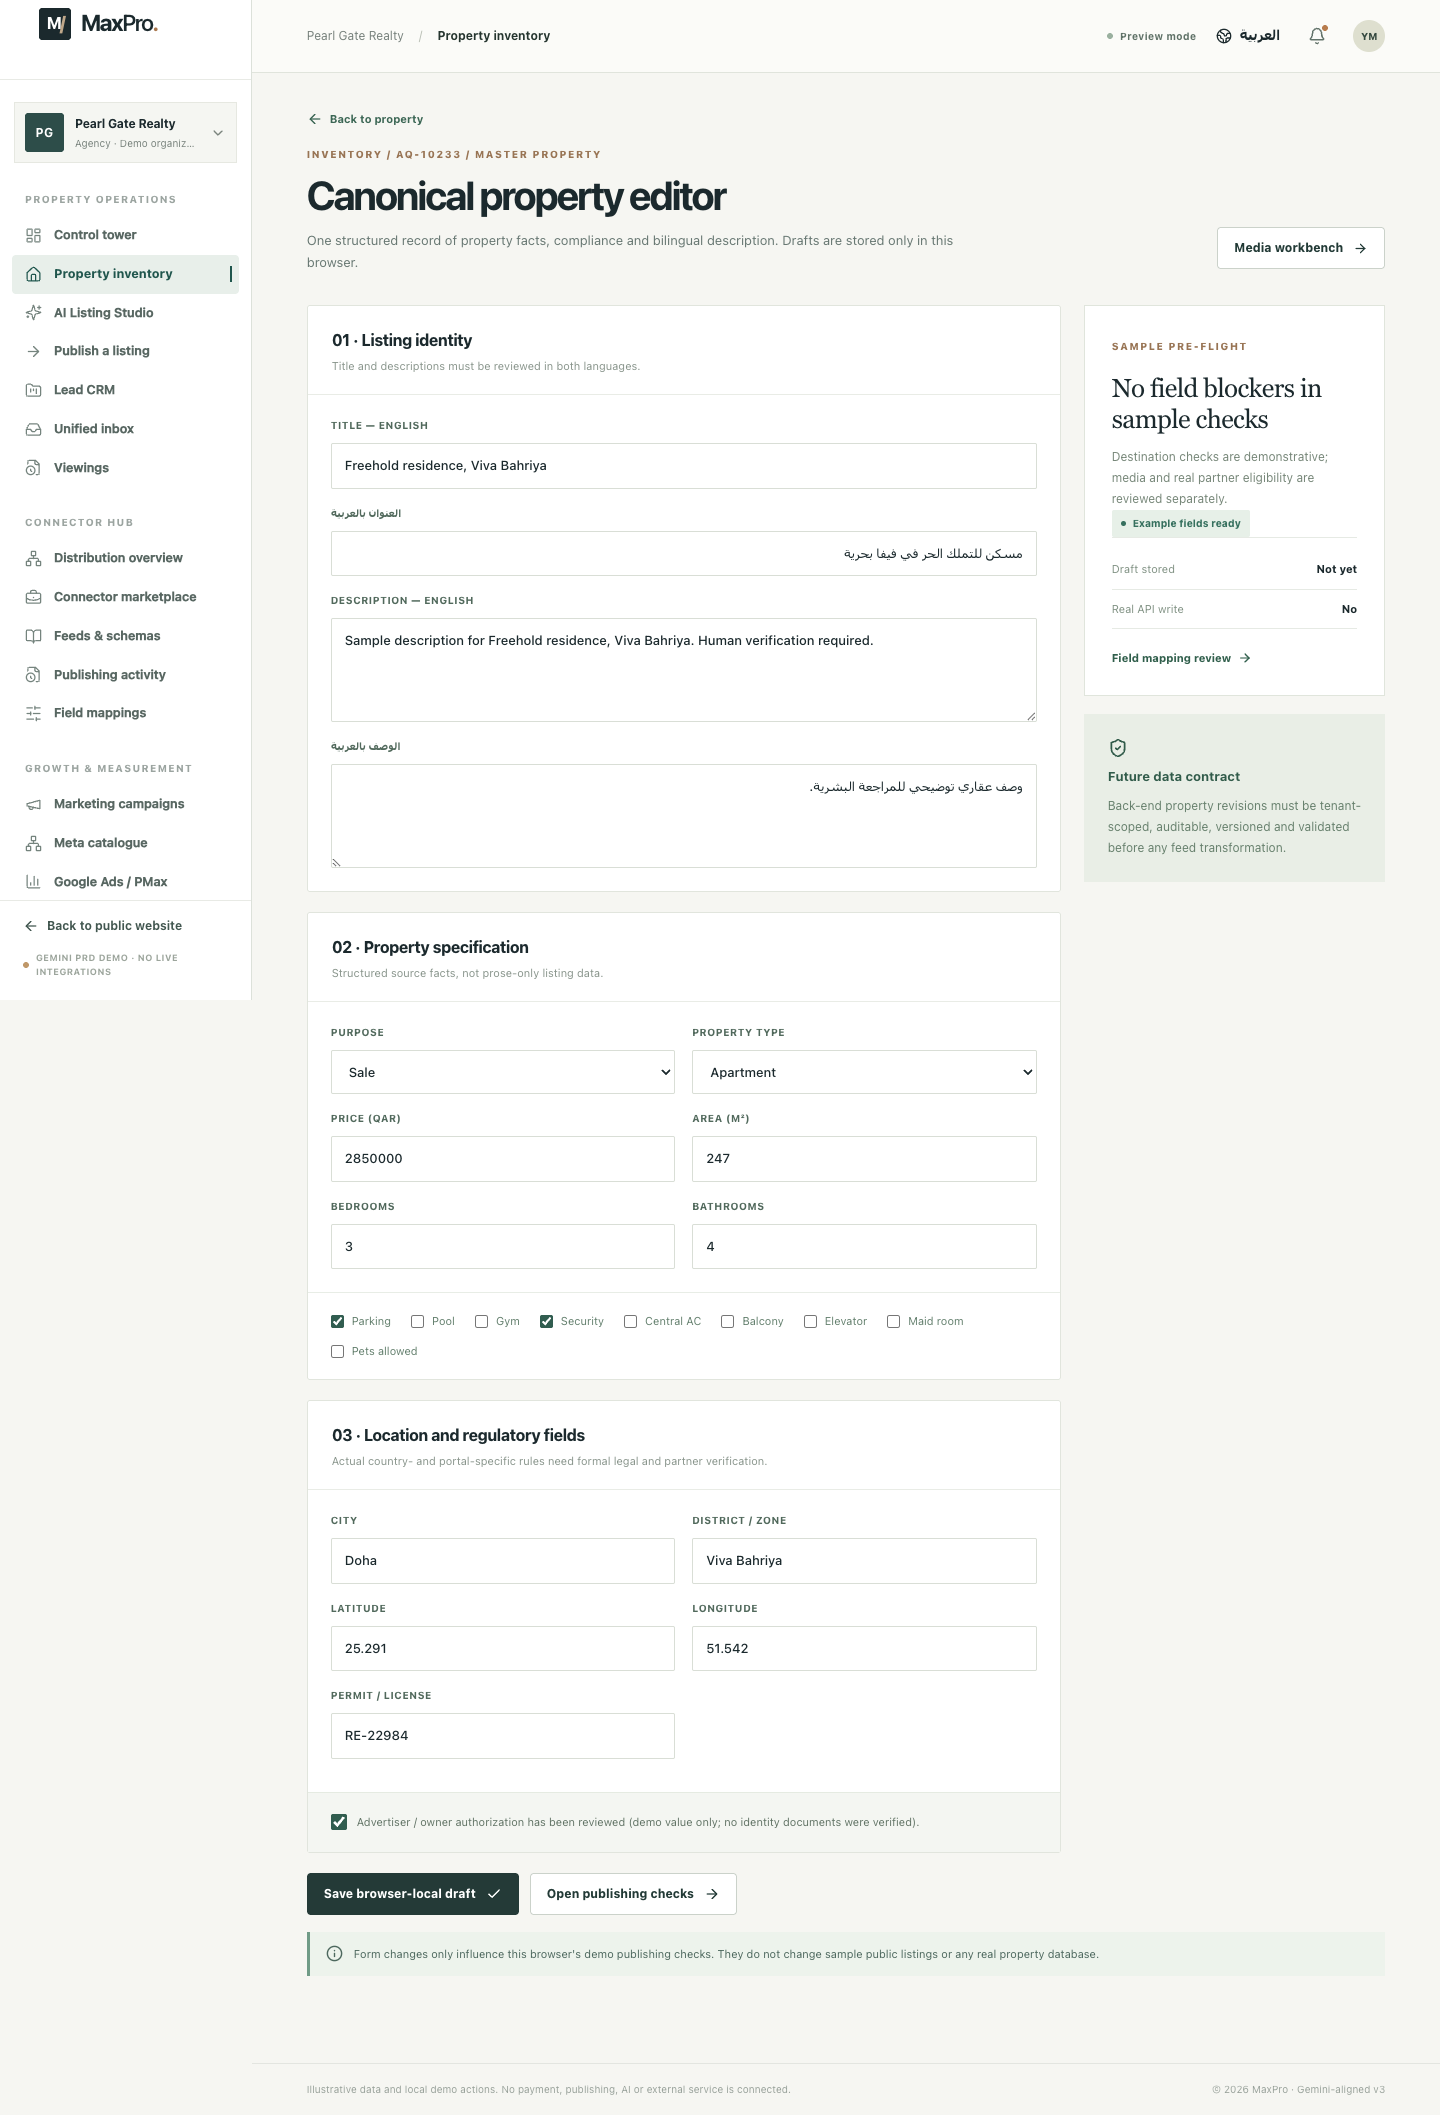 M/ MaxPro.
PG
Pearl Gate Realty
Agency · Demo organiz...
PROPERTY OPERATIONS
Control tower
Property inventory
AI Listing Studio
Publish a listing
Lead CRM
Unified inbox
Viewings
CONNECTOR HUB
Distribution overview
Connector marketplace
Feeds & schemas
Publishing activity
Field mappings
GROWTH & MEASUREMENT
Marketing campaigns
Meta catalogue
Google Ads / PMax
Back to public website
GEMINI PRD DEMO · NO LIVE
INTEGRATIONS
Pearl Gate Realty / Property inventory
Preview mode
العربية
YM
Back to property
INVENTORY / AQ-10233 / MASTER PROPERTY
Canonical property editor
One structured record of property facts, compliance and bilingual description. Drafts are stored only in this
browser.
Media workbench
01 · Listing identity
Title and descriptions must be reviewed in both languages.
TITLE — ENGLISH
Freehold residence, Viva Bahriya
العنوان بالعربية
مسكن للتملك الحر في فيفا بحرية
DESCRIPTION — ENGLISH
Sample description for Freehold residence, Viva Bahriya. Human verification required.
الوصف بالعربية
وصف عقاري توضيحي للمراجعة البشرية.
SAMPLE PRE-FLIGHT
No field blockers in
sample checks
Destination checks are demonstrative;
media and real partner eligibility are
reviewed separately.
Example fields ready
Draft stored Not yet
Real API write No
Field mapping review
Future data contract
Back-end property revisions must be tenant-
scoped, auditable, versioned and validated
before any feed transformation.
02 · Property specification
Structured source facts, not prose-only listing data.
PURPOSE PROPERTY TYPE
Sale Apartment
PRICE (QAR) AREA (M²)
2850000 247
BEDROOMS BATHROOMS
3 4
Parking Pool Gym Security Central AC Balcony Elevator Maid room
Pets allowed
03 · Location and regulatory fields
Actual country- and portal-specific rules need formal legal and partner verification.
CITY DISTRICT / ZONE
Doha Viva Bahriya
LATITUDE LONGITUDE
25.291 51.542
PERMIT / LICENSE
RE-22984
Advertiser / owner authorization has been reviewed (demo value only; no identity documents were verified).
Save browser-local draft Open publishing checks
Form changes only influence this browser's demo publishing checks. They do not change sample public listings or any real property database.
Illustrative data and local demo actions. No payment, publishing, AI or external service is connected.
© 2026 MaxPro · Gemini-aligned v3